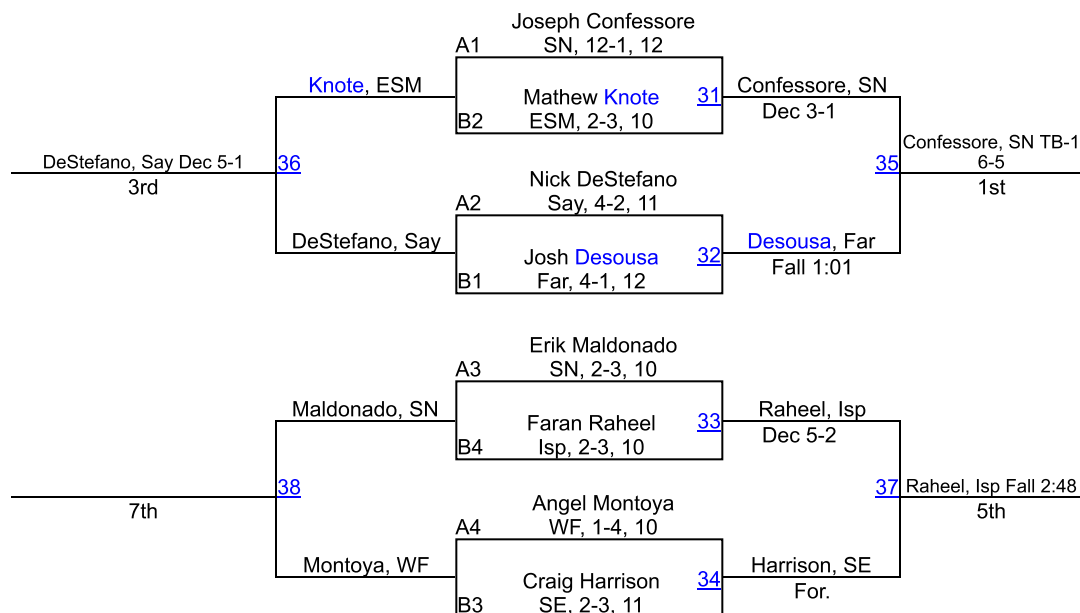 Joseph Confessore
A1
SN, 12-1, 12
Knote, ESM
Mathew Knote
31
Confessore, SN
B2
ESM, 2-3, 10
Dec 3-1
DeStefano, Say Dec 5-1
36
35
Confessore, SN TB-1
6-5
3rd
1st
Nick DeStefano
A2
Say, 4-2, 11
DeStefano, Say
Josh Desousa
32
Desousa, Far
B1
Far, 4-1, 12
Fall 1:01
Erik Maldonado
A3
SN, 2-3, 10
Maldonado, SN
Faran Raheel
33
Raheel, Isp
B4
Isp, 2-3, 10
Dec 5-2
38
37
Raheel, Isp Fall 2:48
7th
5th
Angel Montoya
A4
WF, 1-4, 10
Montoya, WF
Craig Harrison
34
Harrison, SE
B3
SE, 2-3, 11
For.